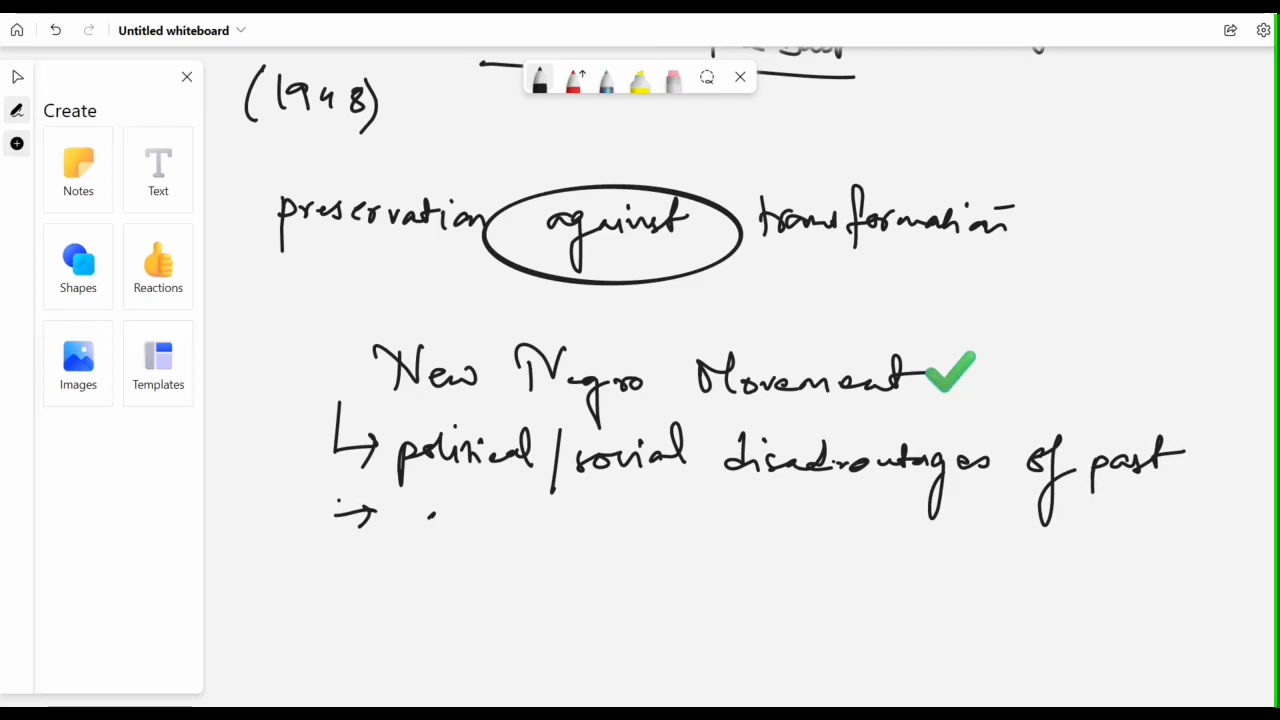 Untitled whiteboard
(1948)
Create
Notes
Text
Shapes
Reactions
Images
Templates
preservation against transformation
New Negro Movement
political/social disadvantages of past